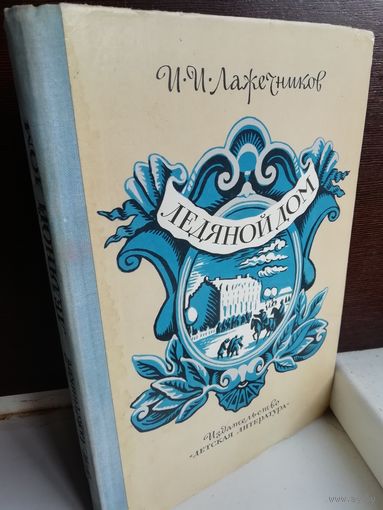 И·И·Лажечников
ЛЕДЯНОЙ ДОМ
Издательство
"ДЕТСКАЯ ЛИТЕРАТУРА"